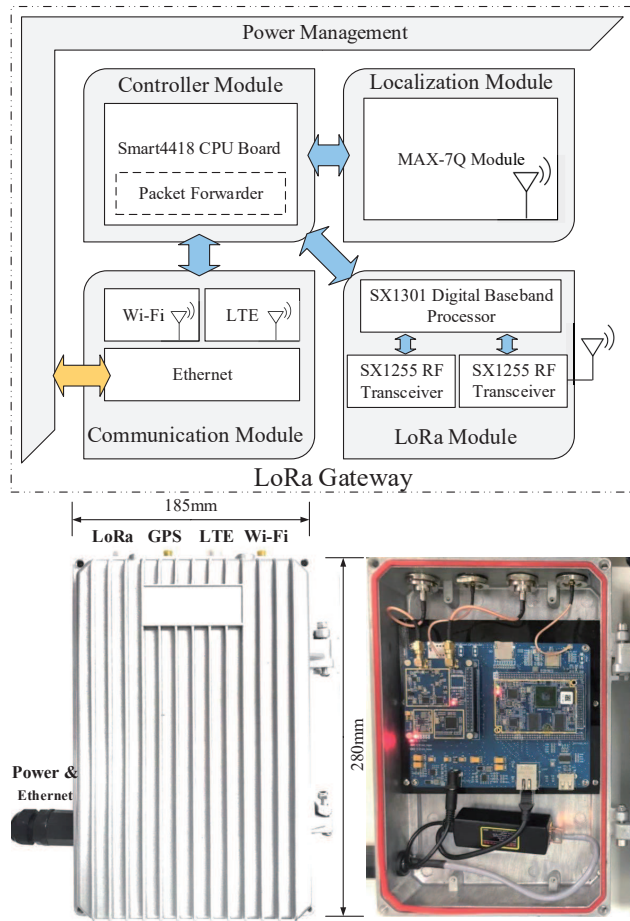 Power Management
Controller Module
Localization Module
Smart4418 CPU Board
Packet Forwarder
MAX-7Q Module
Wi-Fi
LTE
Ethernet
Communication Module
SX1301 Digital Baseband
Processor
SX1255 RF
Transceiver
SX1255 RF
Transceiver
LoRa Module
LoRa Gateway
185mm
LoRa GPS LTE Wi-Fi
280mm
Power &
Ethernet